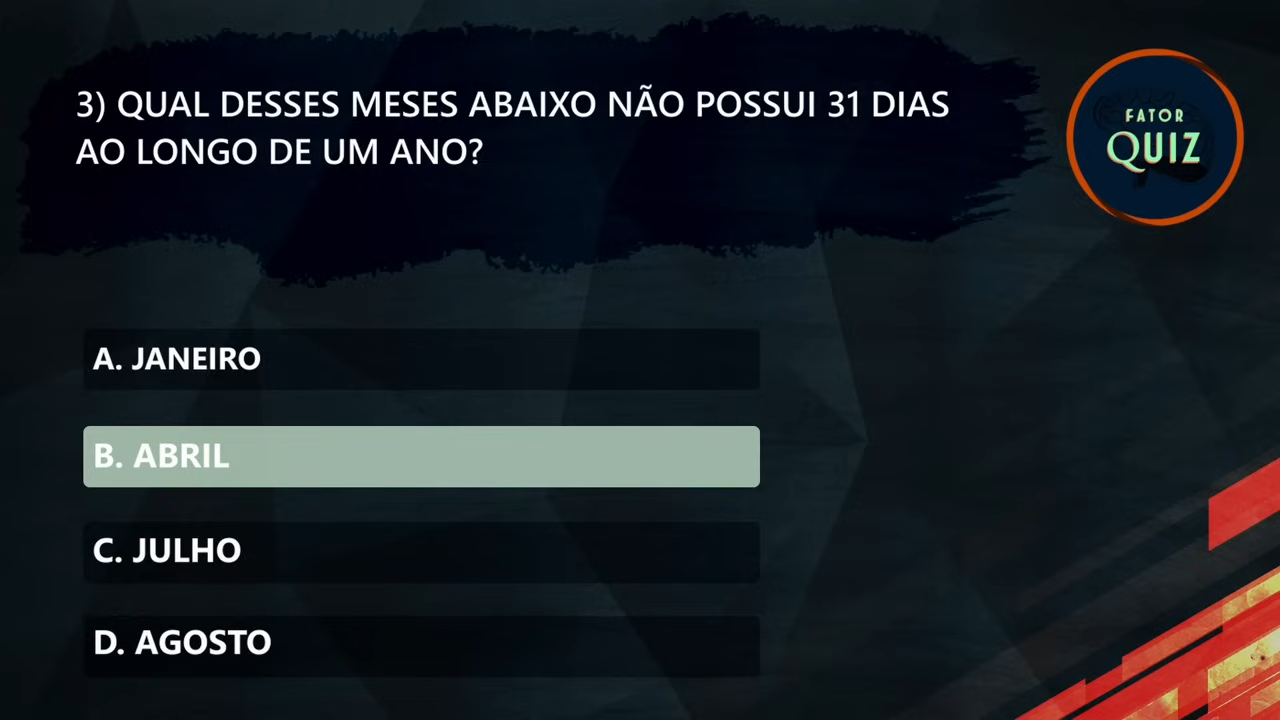 3) QUAL DESSES MESES ABAIXO NÃO POSSUI 31 DIAS
AO LONGO DE UM ANO?
FATOR
QUIZ
A. JANEIRO
B. ABRIL
C. JULHO
D. AGOSTO